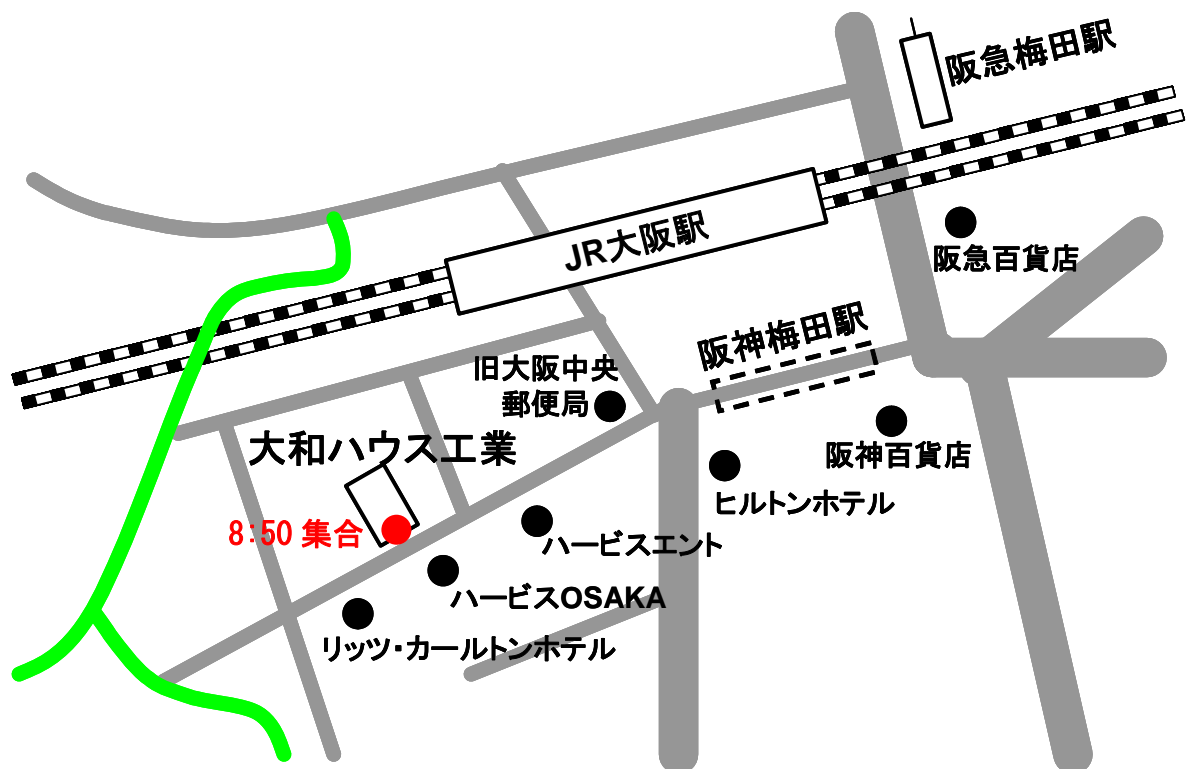 阪急梅田駅
JR大阪駅
阪急百貨店
阪神梅田駅
旧大阪中央
郵便局
阪神百貨店
大和ハウス工業
ヒルトンホテル
8:50 集合
ハービスエント
ハービスOSAKA
リッツ・カールトンホテル